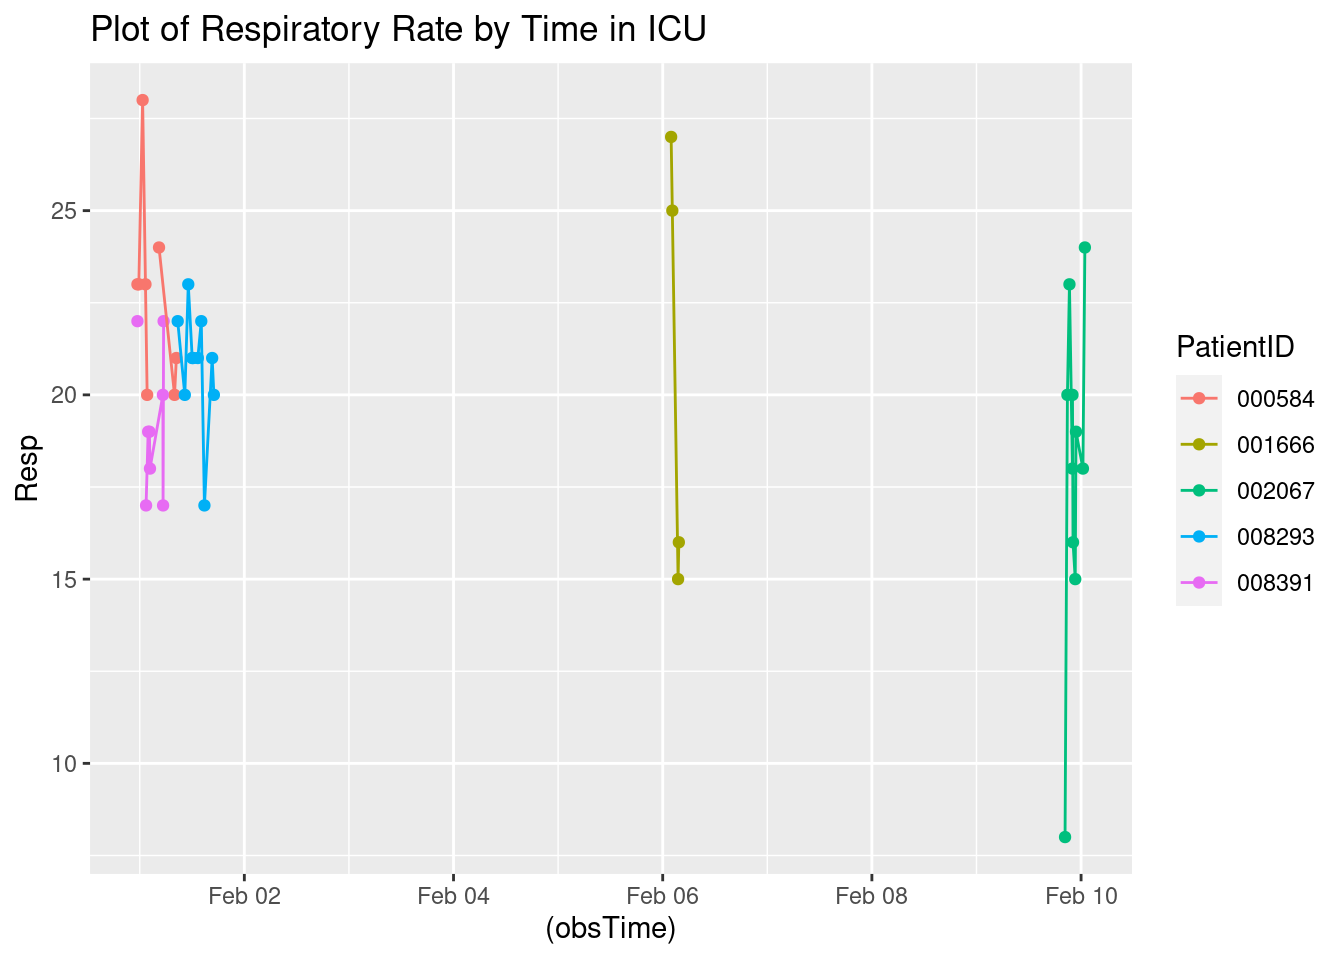 Plot of Respiratory Rate by Time in ICU
25
20
15
10
Resp
Feb 02 Feb 04 Feb 06 Feb 08 Feb 10
(obsTime)
PatientID
000584
001666
002067
008293
008391